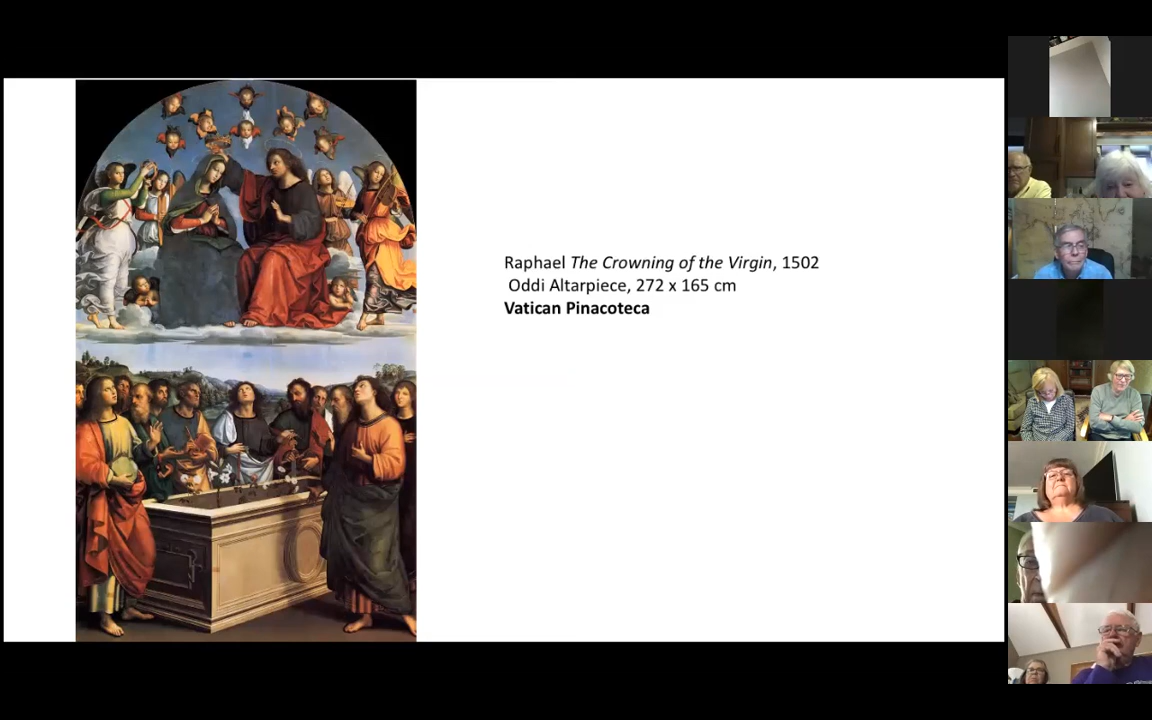 Raphael The Crowning of the Virgin, 1502
Oddi Altarpiece, 272 x 165 cm
Vatican Pinacoteca